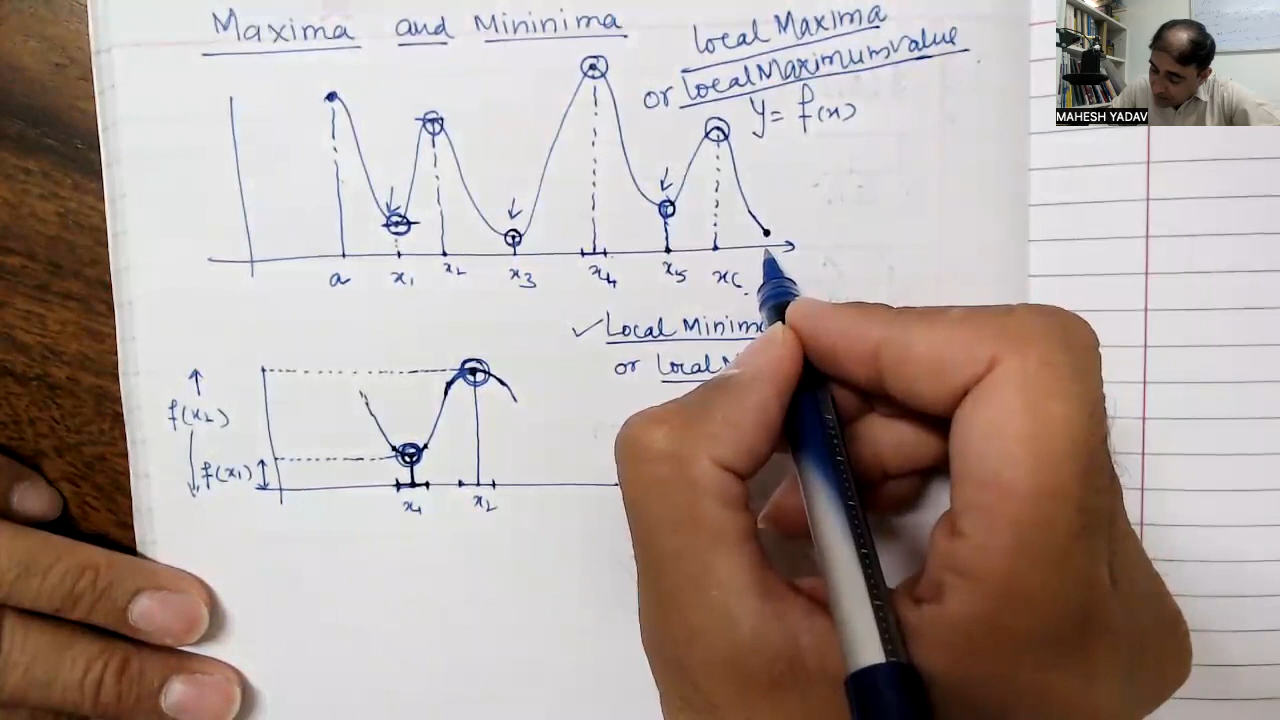 Maxima and Mininima
Local Maxima
or Local Maximum value
y = f(x)
MAHESH YADAV
a x1 x2 x3 x4 x5 x6
✓ Local Minim
or Local M
f(x2)
f(x1)
x1 x2